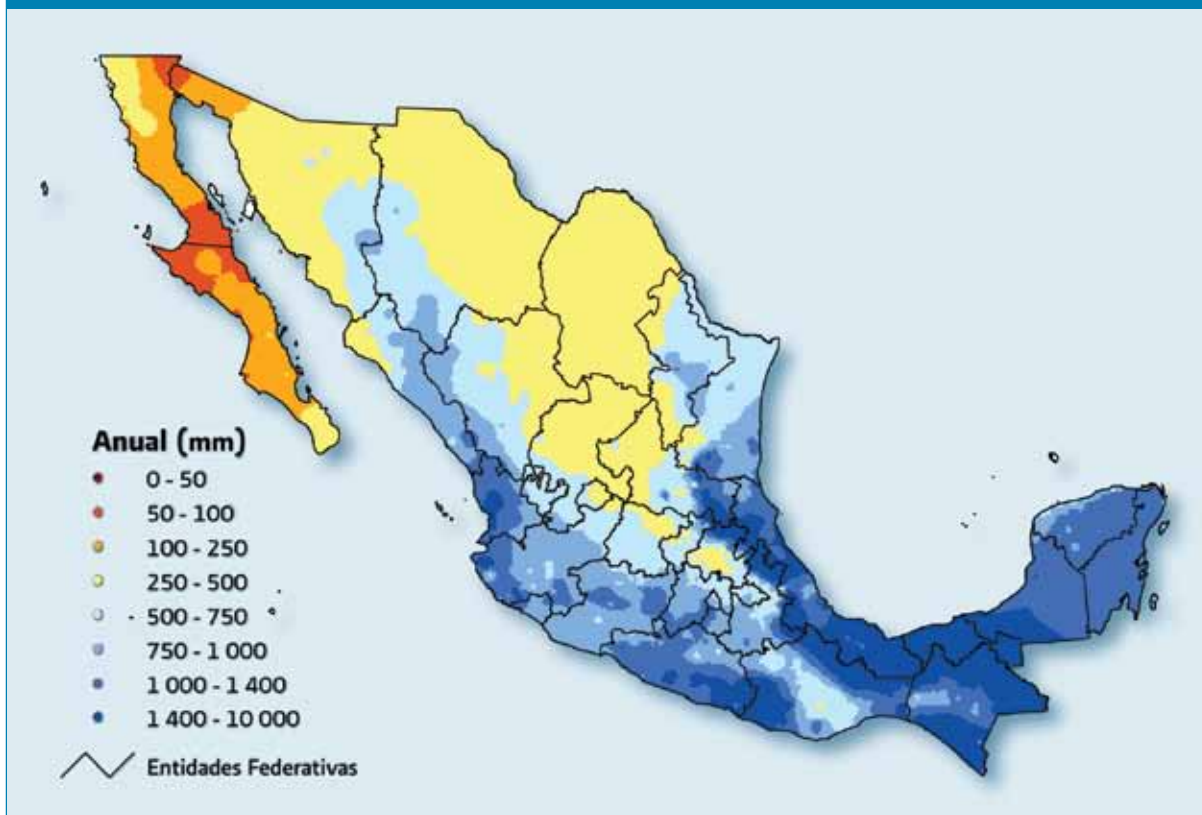 Anual (mm)
0 - 50
50 - 100
100 - 250
250 - 500
500 - 750
750 - 1 000
1 000 - 1 400
1 400 - 10 000
Entidades Federativas